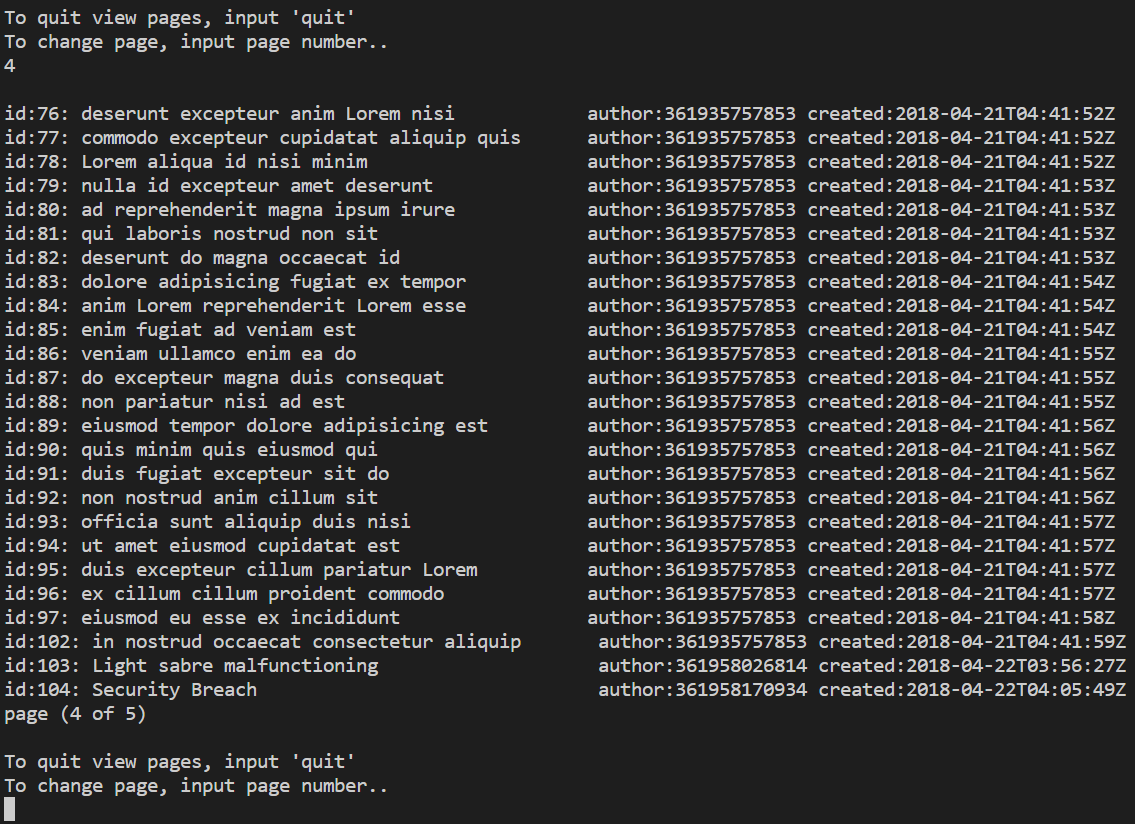 To quit view pages, input 'quit'
To change page, input page number..
4
id:76: deserunt excepteur anim Lorem nisi            author:361935757853 created:2018-04-21T04:41:52Z
id:77: commodo excepteur cupidatat aliquip quis      author:361935757853 created:2018-04-21T04:41:52Z
id:78: Lorem aliqua id nisi minim                    author:361935757853 created:2018-04-21T04:41:52Z
id:79: nulla id excepteur amet deserunt              author:361935757853 created:2018-04-21T04:41:53Z
id:80: ad reprehenderit magna ipsum irure            author:361935757853 created:2018-04-21T04:41:53Z
id:81: qui laboris nostrud non sit                   author:361935757853 created:2018-04-21T04:41:53Z
id:82: deserunt do magna occaecat id                 author:361935757853 created:2018-04-21T04:41:53Z
id:83: dolore adipisicing fugiat ex tempor           author:361935757853 created:2018-04-21T04:41:54Z
id:84: anim Lorem reprehenderit Lorem esse           author:361935757853 created:2018-04-21T04:41:54Z
id:85: enim fugiat ad veniam est                     author:361935757853 created:2018-04-21T04:41:54Z
id:86: veniam ullamco enim ea do                     author:361935757853 created:2018-04-21T04:41:55Z
id:87: do excepteur magna duis consequat             author:361935757853 created:2018-04-21T04:41:55Z
id:88: non pariatur nisi ad est                      author:361935757853 created:2018-04-21T04:41:55Z
id:89: eiusmod tempor dolore adipisicing est         author:361935757853 created:2018-04-21T04:41:56Z
id:90: quis minim quis eiusmod qui                   author:361935757853 created:2018-04-21T04:41:56Z
id:91: duis fugiat excepteur sit do                  author:361935757853 created:2018-04-21T04:41:56Z
id:92: non nostrud anim cillum sit                   author:361935757853 created:2018-04-21T04:41:56Z
id:93: officia sunt aliquip duis nisi                author:361935757853 created:2018-04-21T04:41:57Z
id:94: ut amet eiusmod cupidatat est                 author:361935757853 created:2018-04-21T04:41:57Z
id:95: duis excepteur cillum pariatur Lorem          author:361935757853 created:2018-04-21T04:41:57Z
id:96: ex cillum cillum proident commodo             author:361935757853 created:2018-04-21T04:41:57Z
id:97: eiusmod eu esse ex incididunt                 author:361935757853 created:2018-04-21T04:41:58Z
id:102: in nostrud occaecat consectetur aliquip       author:361935757853 created:2018-04-21T04:41:59Z
id:103: Light sabre malfunctioning                    author:361958026814 created:2018-04-22T03:56:27Z
id:104: Security Breach                               author:361958170934 created:2018-04-22T04:05:49Z
page (4 of 5)
To quit view pages, input 'quit'
To change page, input page number..